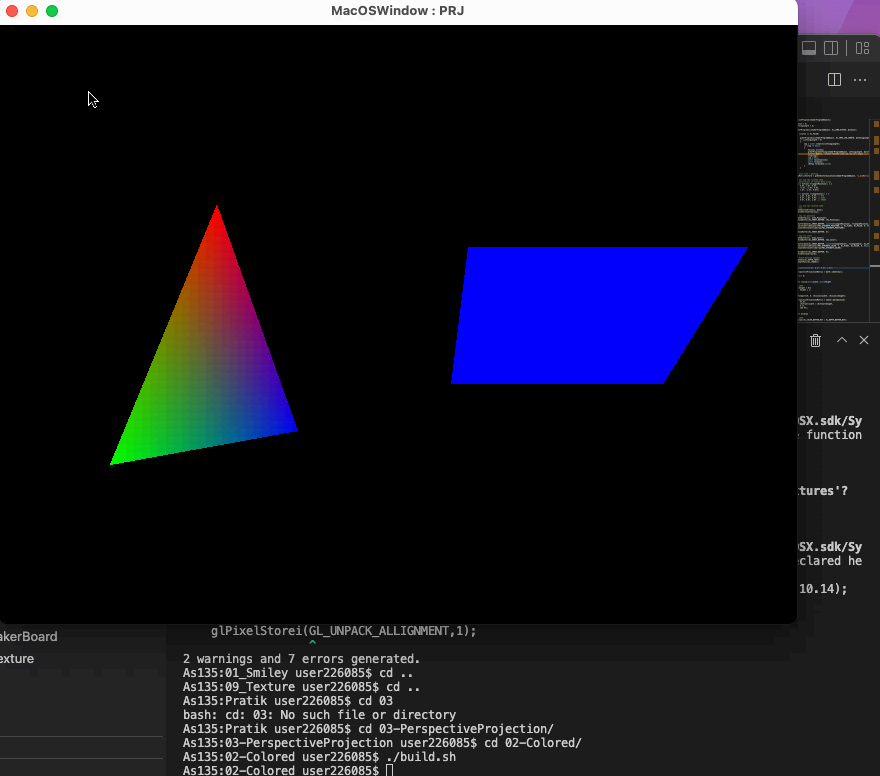 MacOSWindow : PRJ
OSX.sdk/Sy
function
tures'?
OSX.sdk/Sy
clared he
10.14);
akerBoard
exture
glPixelStorei(GL_UNPACK_ALLIGNMENT,1);
^
2 warnings and 7 errors generated.
As135:01_Smiley user226085$ cd ..
As135:09_Texture user226085$ cd ..
As135:Pratik user226085$ cd 03
bash: cd: 03: No such file or directory
As135:Pratik user226085$ cd 03-PerspectiveProjection/
As135:03-PerspectiveProjection user226085$ cd 02-Colored/
As135:02-Colored user226085$ ./build.sh
As135:02-Colored user226085$